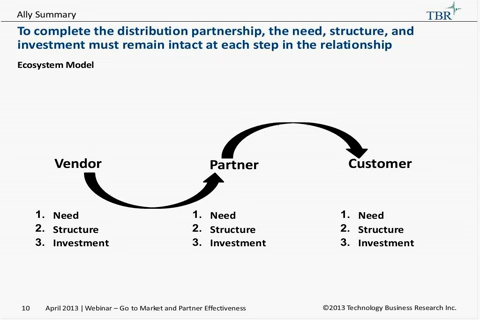 Ally Summary
TBR
To complete the distribution partnership, the need, structure, and
investment must remain intact at each step in the relationship
Ecosystem Model
Vendor
Partner
Customer
1. Need
2. Structure
3. Investment
1. Need
2. Structure
3. Investment
1. Need
2. Structure
3. Investment
10 April 2013 | Webinar – Go to Market and Partner Effectiveness ©2013 Technology Business Research Inc.